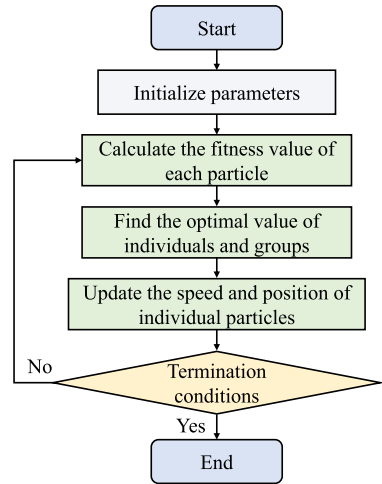 Start
Initialize parameters
Calculate the fitness value of
each particle
Find the optimal value of
individuals and groups
Update the speed and position of
individual particles
No
Termination
conditions
Yes
End